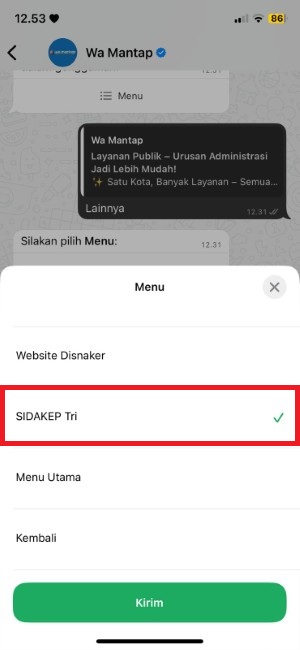 12.53
86
Wa Mantap
12.31
Menu
Wa Mantap
Layanan Publik – Urusan Administrasi
Jadi Lebih Mudah!
✨ Satu Kota, Banyak Layanan – Semua...
Lainnya
12.31
Silakan pilih Menu:
12.31
Menu
Website Disnaker
SIDAKEP Tri
Menu Utama
Kembali
Kirim